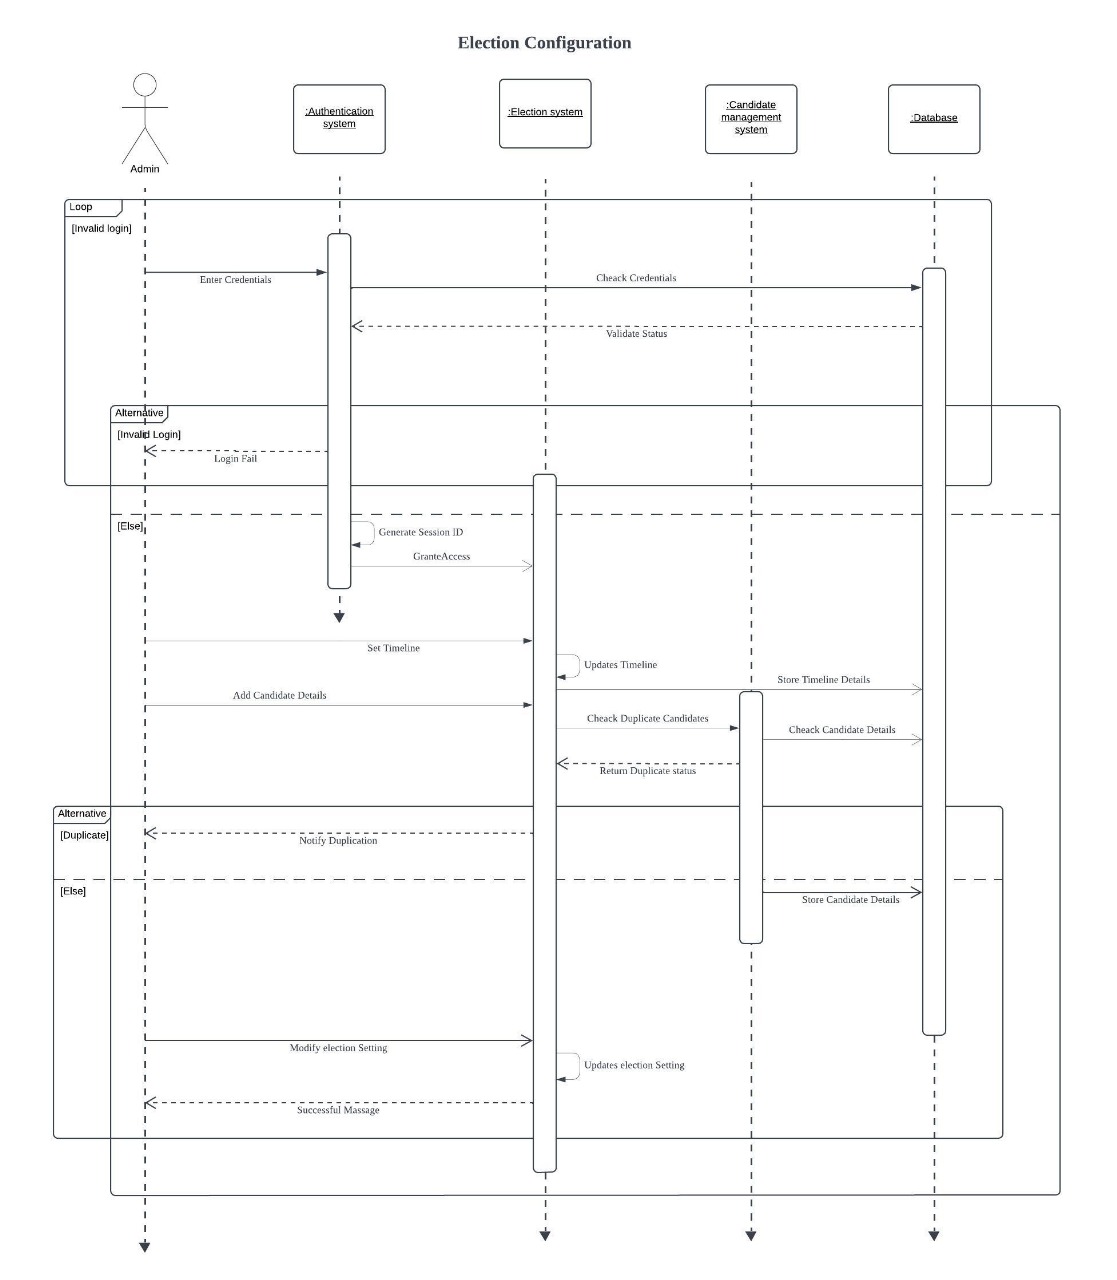 Election Configuration
Admin
:Authentication
system
:Election system
:Candidate
management
system
:Database
Loop
[Invalid login]
Enter Credentials
Cheack Credentials
Validate Status
Alternative
[Invalid Login]
Login Fail
[Else]
Generate Session ID
GranteAccess
Set Timeline
Updates Timeline
Store Timeline Details
Add Candidate Details
Cheack Duplicate Candidates
Cheack Candidate Details
Return Duplicate status
Alternative
[Duplicate]
Notify Duplication
[Else]
Store Candidate Details
Modify election Setting
Updates election Setting
Successful Massage